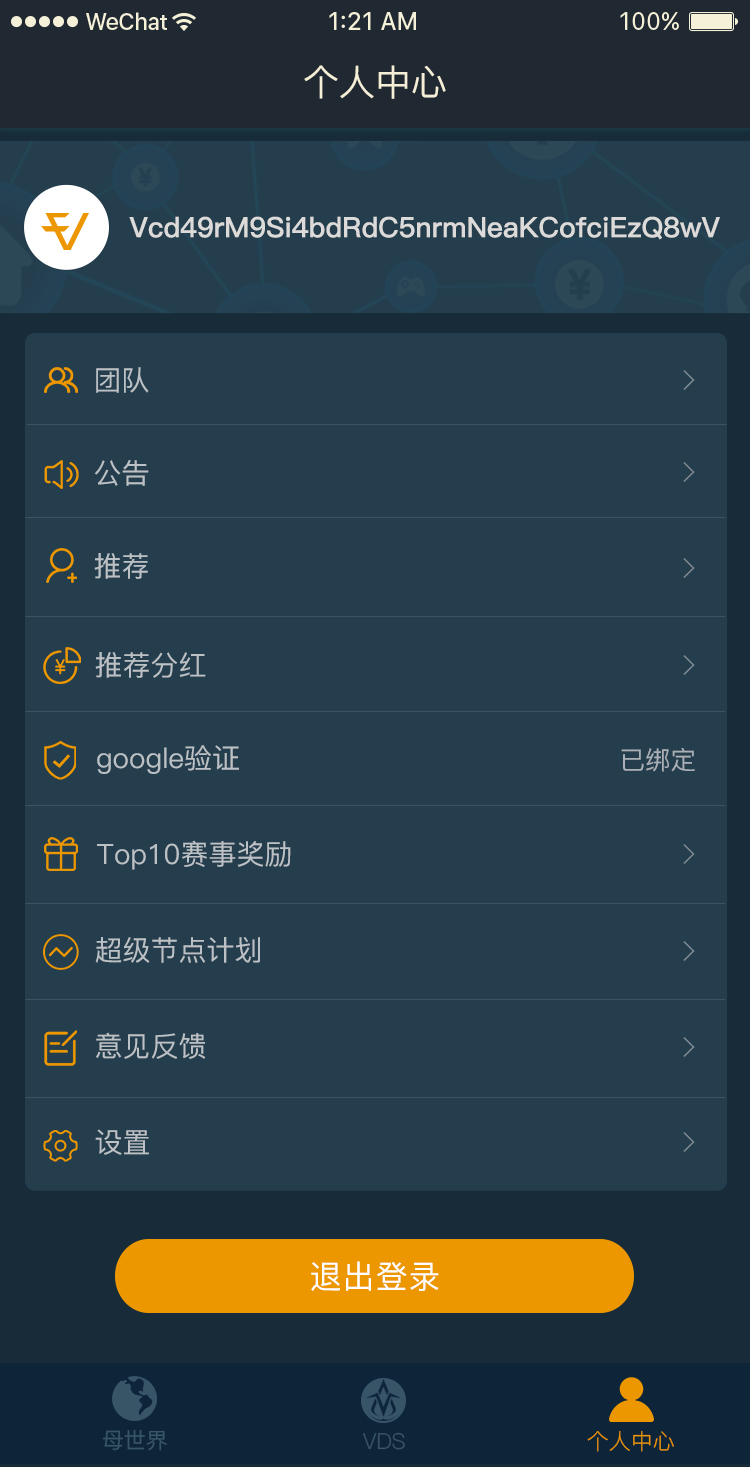 WeChat 1:21 AM 100%
个人中心
Vcd49rM9Si4bdRdC5nrmNeaKCofciEzQ8wV
团队
公告
推荐
推荐分红
google验证 已绑定
Top10赛事奖励
超级节点计划
意见反馈
设置
退出登录
母世界 VDS 个人中心